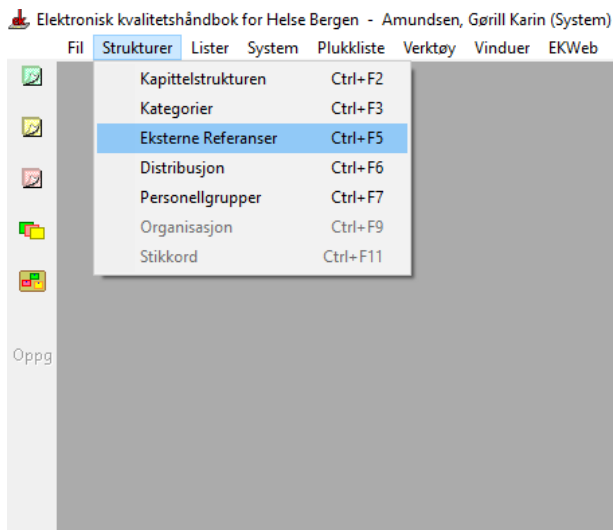 Elektronisk kvalitetshåndbok for Helse Bergen - Amundsen, Gørill Karin (System)
Fil Strukturer Lister System Plukkliste Verktøy Vinduer EKWeb
Kapittelstrukturen Ctrl+F2
Kategorier Ctrl+F3
Eksterne Referanser Ctrl+F5
Distribusjon Ctrl+F6
Personellgrupper Ctrl+F7
Organisasjon Ctrl+F9
Stikkord Ctrl+F11
Oppg